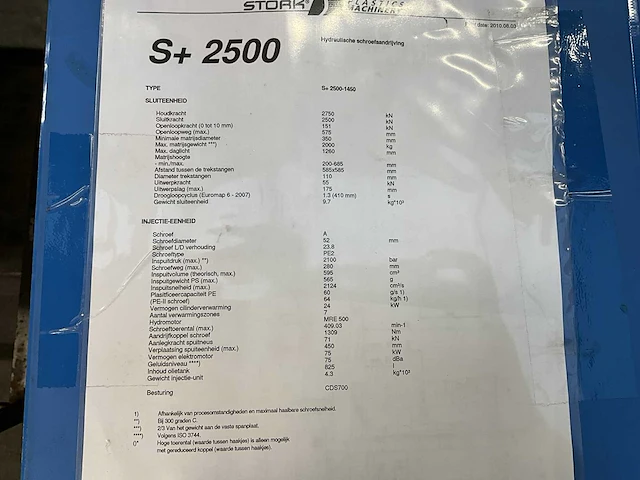 STORK PLASTICS MACHINERY
date: 2010.08.03
S+ 2500 Hydraulische schroefaandrijving
TYPE S+ 2500-1450
SLUITEENHEID
Houdkracht 2750 kN
Sluitkracht 2500 kN
Openloopkracht (0 tot 10 mm) 151 kN
Openloopweg (max.) 575 mm
Minimale matrijsdiameter 350 mm
Max. matrijsgewicht ***) 2000 kg
Max. daglicht 1260 mm
Matrijshoogte
- min./max. 200-685 mm
Afstand tussen de trekstangen 585x585 mm
Diameter trekstangen 110 mm
Uitwerpkracht 55 kN
Uitwerpslag (max.) 175 mm
Droogloopcyclus (Euromap 6 - 2007) 1.3 (410 mm) s
Gewicht sluiteenheid 9.7 kg*10³
INJECTIE-EENHEID
Schroef A
Schroefdiameter 52 mm
Schroef L/D verhouding 23.8
Schroeftype PE2
Inspuitdruk (max.) **) 2100 bar
Schroefweg (max.) 280 mm
Inspuitvolume (theorisch, max.) 595 cm³
Inspuitgewicht PS (max.) 565 g
Inspuitsnelheid (max.) 2124 cm³/s
Plasitficeercapaciteit PE 60 g/s 1)
(PE-II schroef) 64 kg/h 1)
Vermogen cilinderverwarming 24 kW
Aantal verwarmingszones 7
Hydromotor MRE 500
Schroeftoerental (max.) 409.03 min-1
Aandrijfkoppel schroef 1309 Nm
Aanlegkracht spuitneus 71 kN
Verplaatsing spuiteenheid (max.) 450 mm
Vermogen elektromotor 75 kW
Geluidsniveau ****) 75 dBa
Inhoud olietank 825 l
Gewicht injectie-unit 4.3 kg*10³
Besturing CDS700
1) Afhankelijk van procesomstandigheden en maximaal haalbare schroefsnelheid.
**) Bij 300 graden C.
***) 2/3 Van het gewicht aan de vaste spanplaat.
****) Volgens ISO 3744.
0* Hoge toerental (waarde tussen haakjes) is alleen mogelijk
met gereduceerd koppel (waarde tussen haakjes).